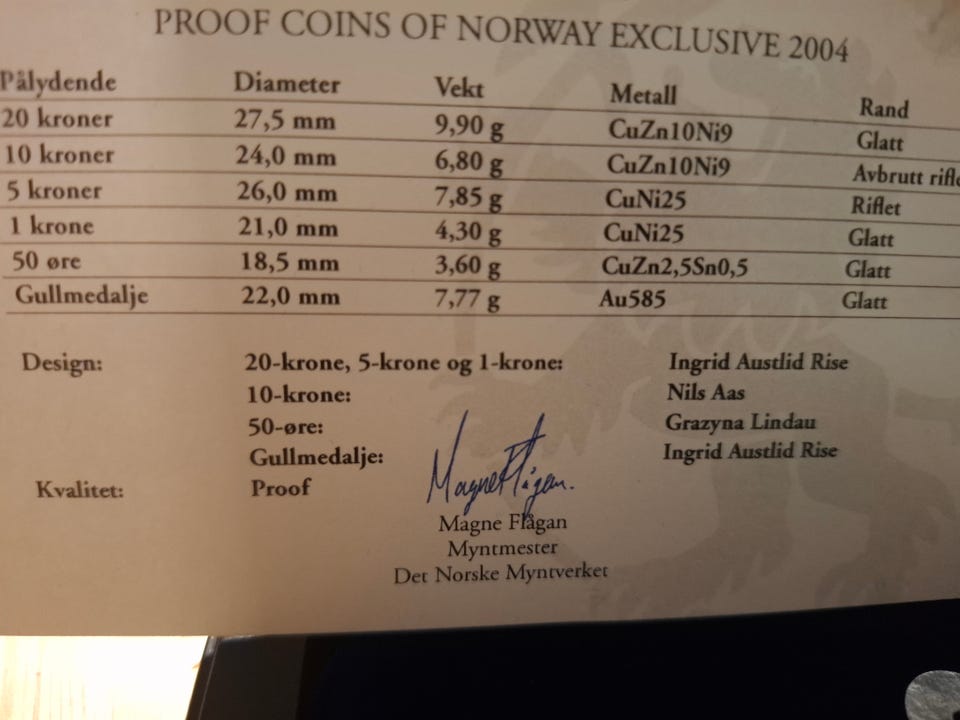 PROOF COINS OF NORWAY EXCLUSIVE 2004
Pålydende Diameter Vekt Metall Rand
20 kroner 27,5 mm 9,90 g CuZn10Ni9 Glatt
10 kroner 24,0 mm 6,80 g CuZn10Ni9 Avbrutt rifle
5 kroner 26,0 mm 7,85 g CuNi25 Riflet
1 krone 21,0 mm 4,30 g CuNi25 Glatt
50 øre 18,5 mm 3,60 g CuZn2,5Sn0,5 Glatt
Gullmedalje 22,0 mm 7,77 g Au585 Glatt
Design: 20-krone, 5-krone og 1-krone: Ingrid Austlid Rise
10-krone: Nils Aas
50-øre: Grazyna Lindau
Gullmedalje: Ingrid Austlid Rise
Kvalitet: Proof
Magne Flågan.
Magne Flågan
Myntmester
Det Norske Myntverket